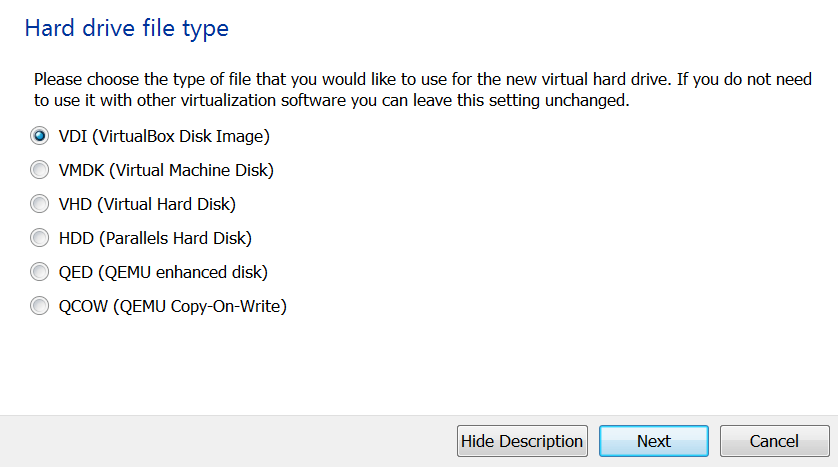 Hard drive file type
Please choose the type of file that you would like to use for the new virtual hard drive. If you do not need
to use it with other virtualization software you can leave this setting unchanged.
VDI (VirtualBox Disk Image)
VMDK (Virtual Machine Disk)
VHD (Virtual Hard Disk)
HDD (Parallels Hard Disk)
QED (QEMU enhanced disk)
QCOW (QEMU Copy-On-Write)
Hide Description Next Cancel